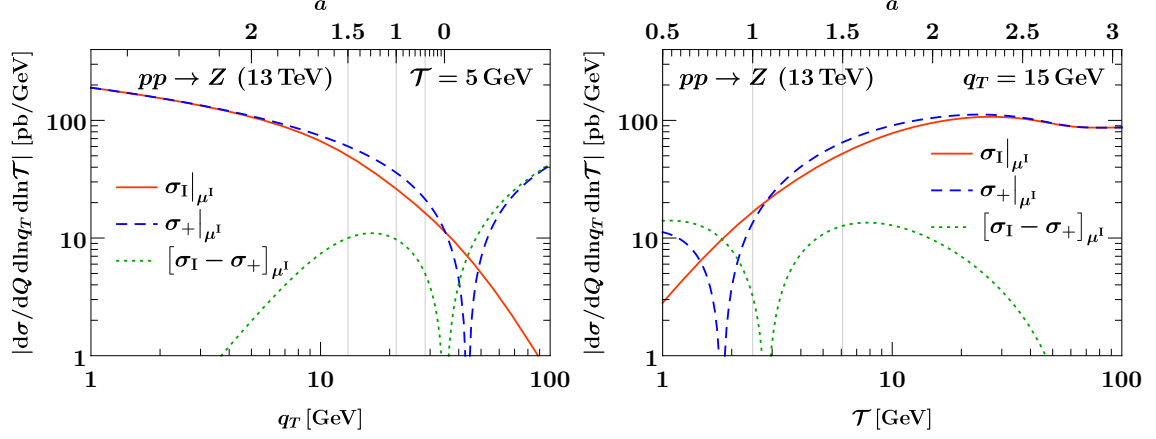 a
2 1.5 1 0
|dσ/dQ dlnq_T dln𝒯| [pb/GeV]
pp → Z (13 TeV) 𝒯 = 5 GeV
100
10
1
σ_I|_{μ^I}
σ_+|_{μ^I}
[σ_I − σ_+]_{μ^I}
1 10 100
q_T [GeV]
a
0.5 1 1.5 2 2.5 3
|dσ/dQ dlnq_T dln𝒯| [pb/GeV]
pp → Z (13 TeV) q_T = 15 GeV
100
10
1
σ_I|_{μ^I}
σ_+|_{μ^I}
[σ_I − σ_+]_{μ^I}
1 10 100
𝒯 [GeV]